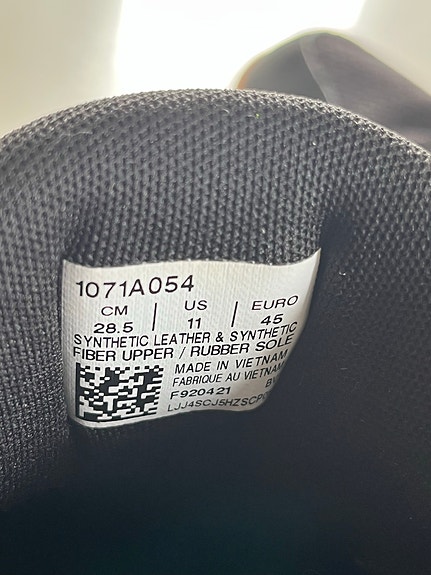 1071A054
CM | US | EURO
28.5 | 11 | 45
SYNTHETIC LEATHER & SYNTHETIC
FIBER UPPER / RUBBER SOLE
MADE IN VIETNAM
FABRIQUE AU VIETNAM
F920421